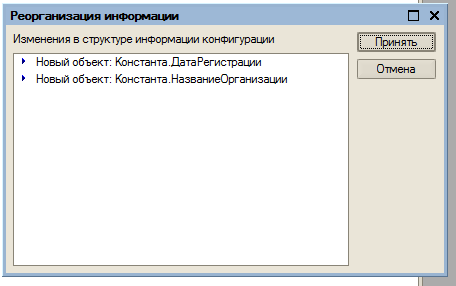 Реорганизация информации
Изменения в структуре информации конфигурации
Принять
Новый объект: Константа.ДатаРегистрации
Отмена
Новый объект: Константа.НазваниеОрганизации